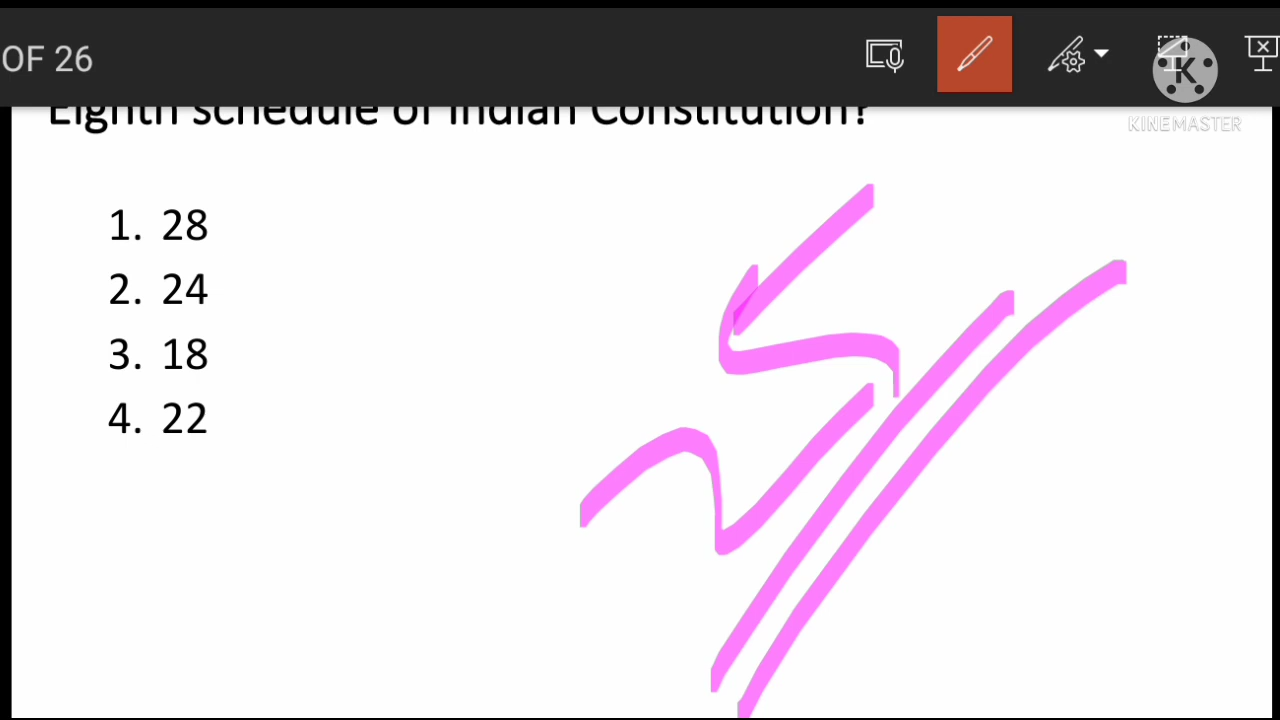 OF 26
K
KINEMASTER
Eighth schedule of Indian Constitution?
1. 28
2. 24
3. 18
4. 22